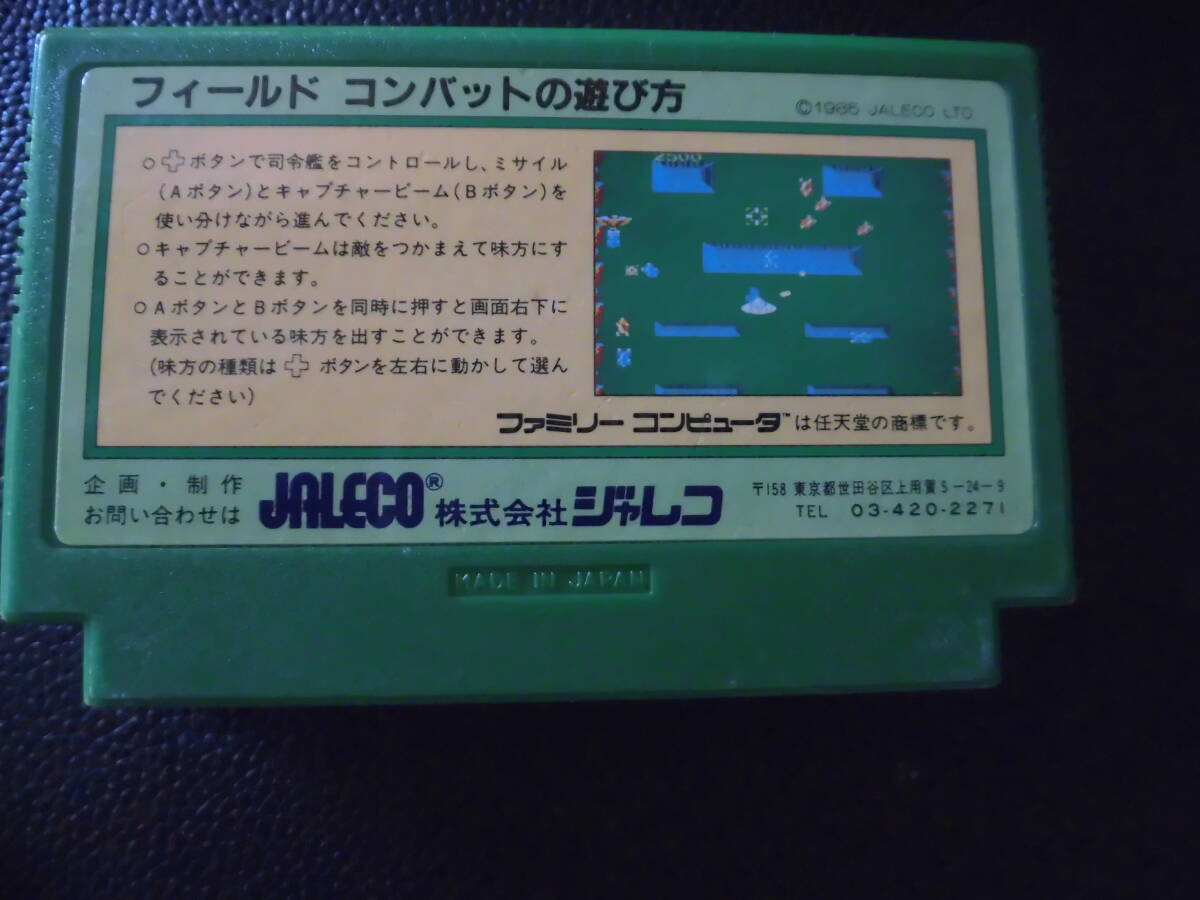 フィールド コンバットの遊び方
©1985 JALECO LTD.
○ボタンで司令艦をコントロールし、ミサイル
(Aボタン)とキャプチャービーム(Bボタン)を
使い分けながら進んでください。
○キャプチャービームは敵をつかまえて味方にす
ることができます。
○AボタンとBボタンを同時に押すと画面右下に
表示されている味方を出すことができます。
(味方の種類は ボタンを左右に動かして選ん
でください)
2500
ファミリー コンピュータ™は任天堂の商標です。
企画・制作
お問い合わせは
JALECO® 株式会社ジャレコ
〒158 東京都世田谷区上用賀5-24-9
TEL 03-420-2271
MADE IN JAPAN